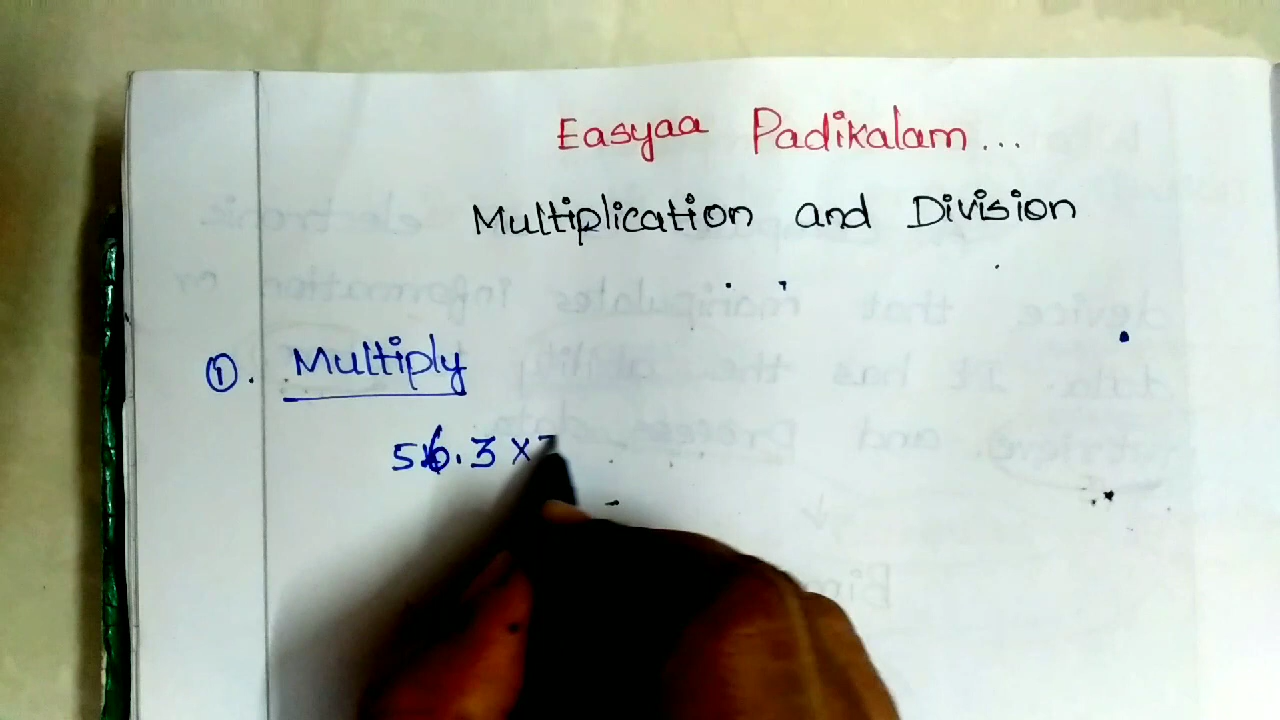 Easyaa Padikalam...
Multiplication and Division
①. Multiply
56.3 ×